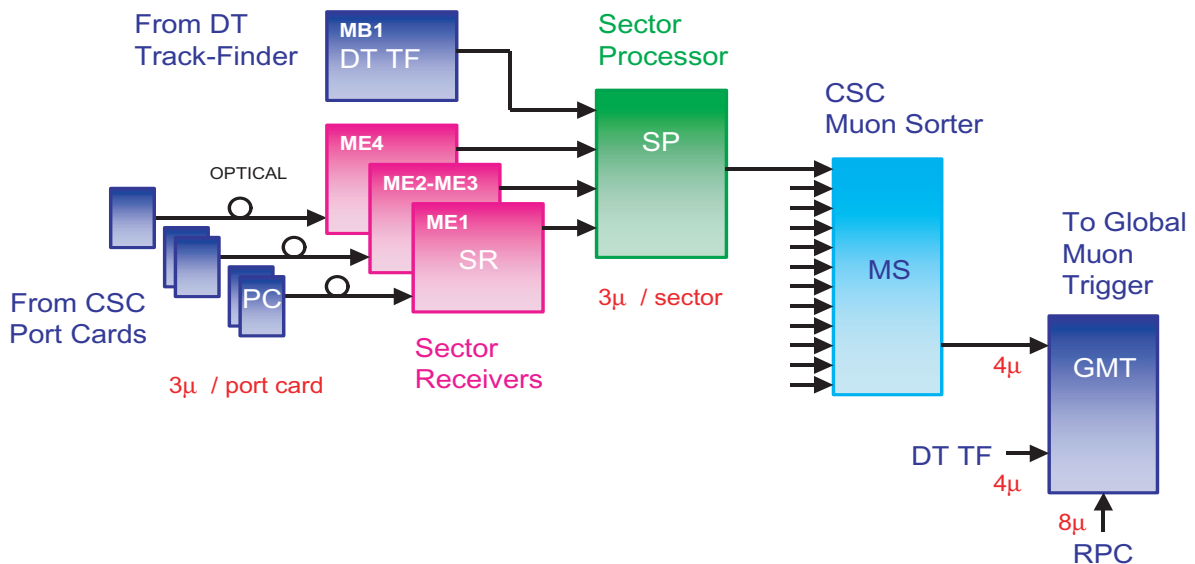 From DT
Track-Finder
MB1
DT TF
Sector
Processor
SP
CSC
Muon Sorter
ME4
OPTICAL
ME2-ME3
ME1
SR
MS
To Global
Muon
Trigger
PC
From CSC
Port Cards
3μ / sector
Sector
Receivers
3μ / port card
4μ
GMT
DT TF
4μ
8μ
RPC